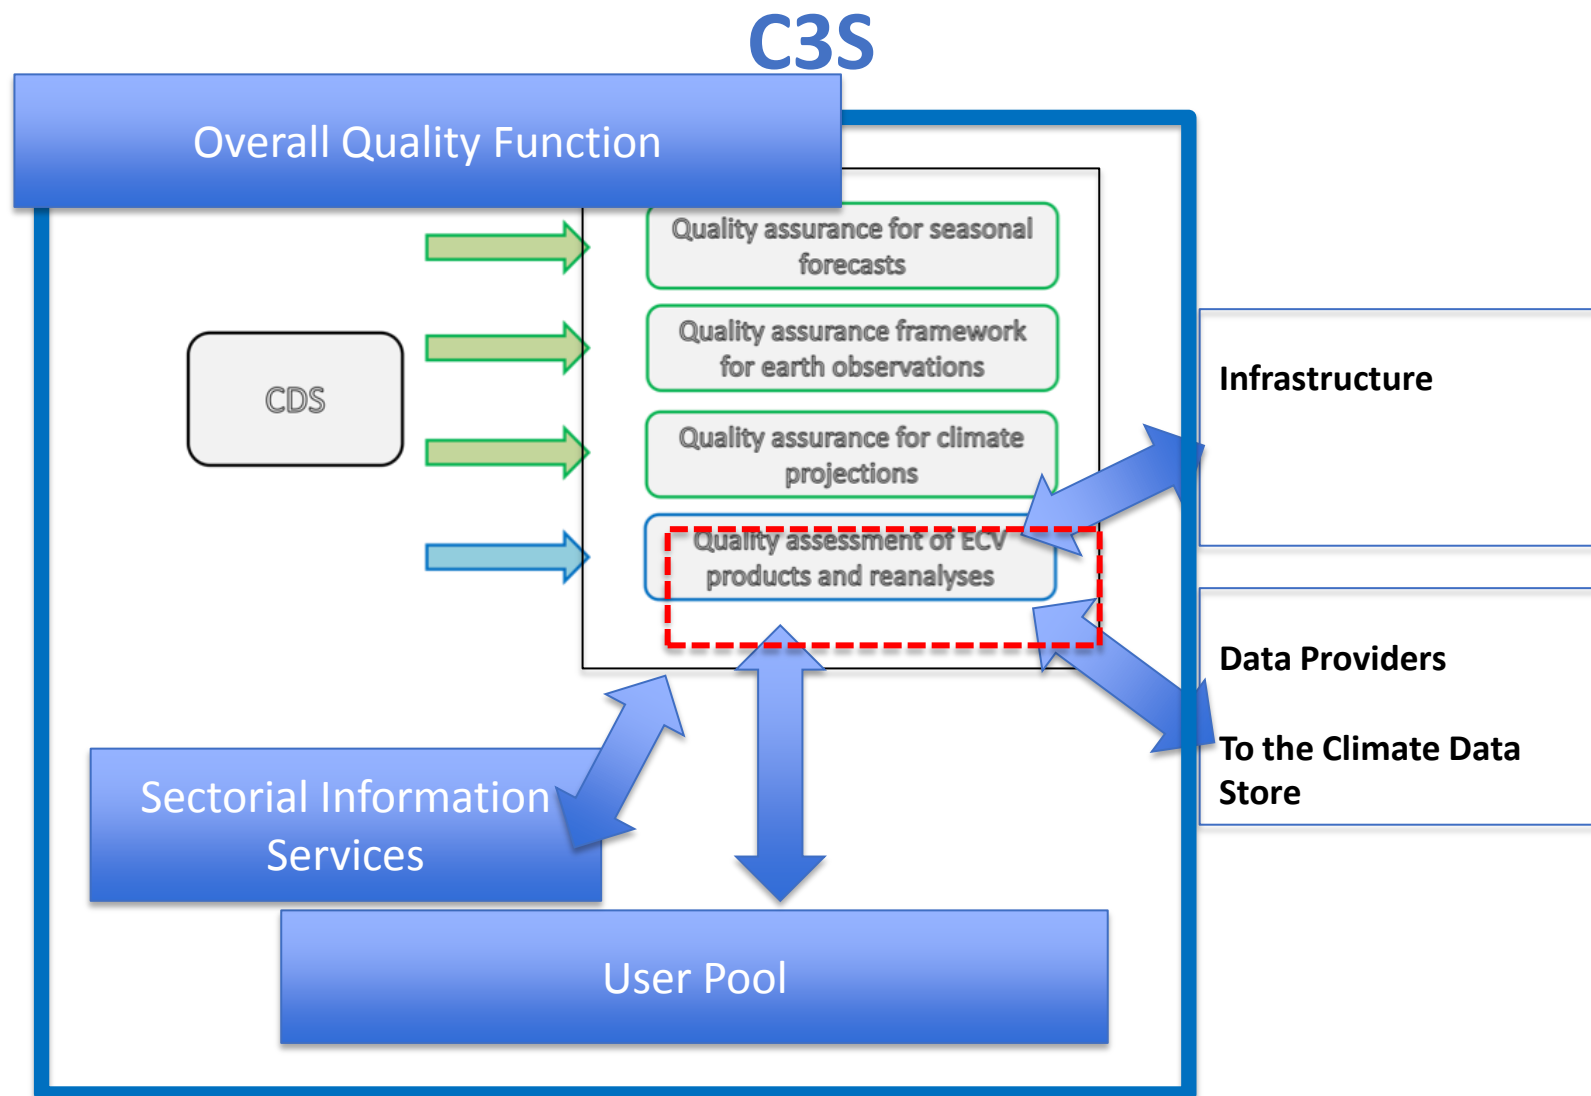 C3S
Overall Quality Function
Quality assurance for seasonal
forecasts
Quality assurance framework
for earth observations
CDS
Quality assurance for climate
projections
Quality assessment of ECV
products and reanalyses
Infrastructure
Data Providers
To the Climate Data
Store
Sectorial Information
Services
User Pool